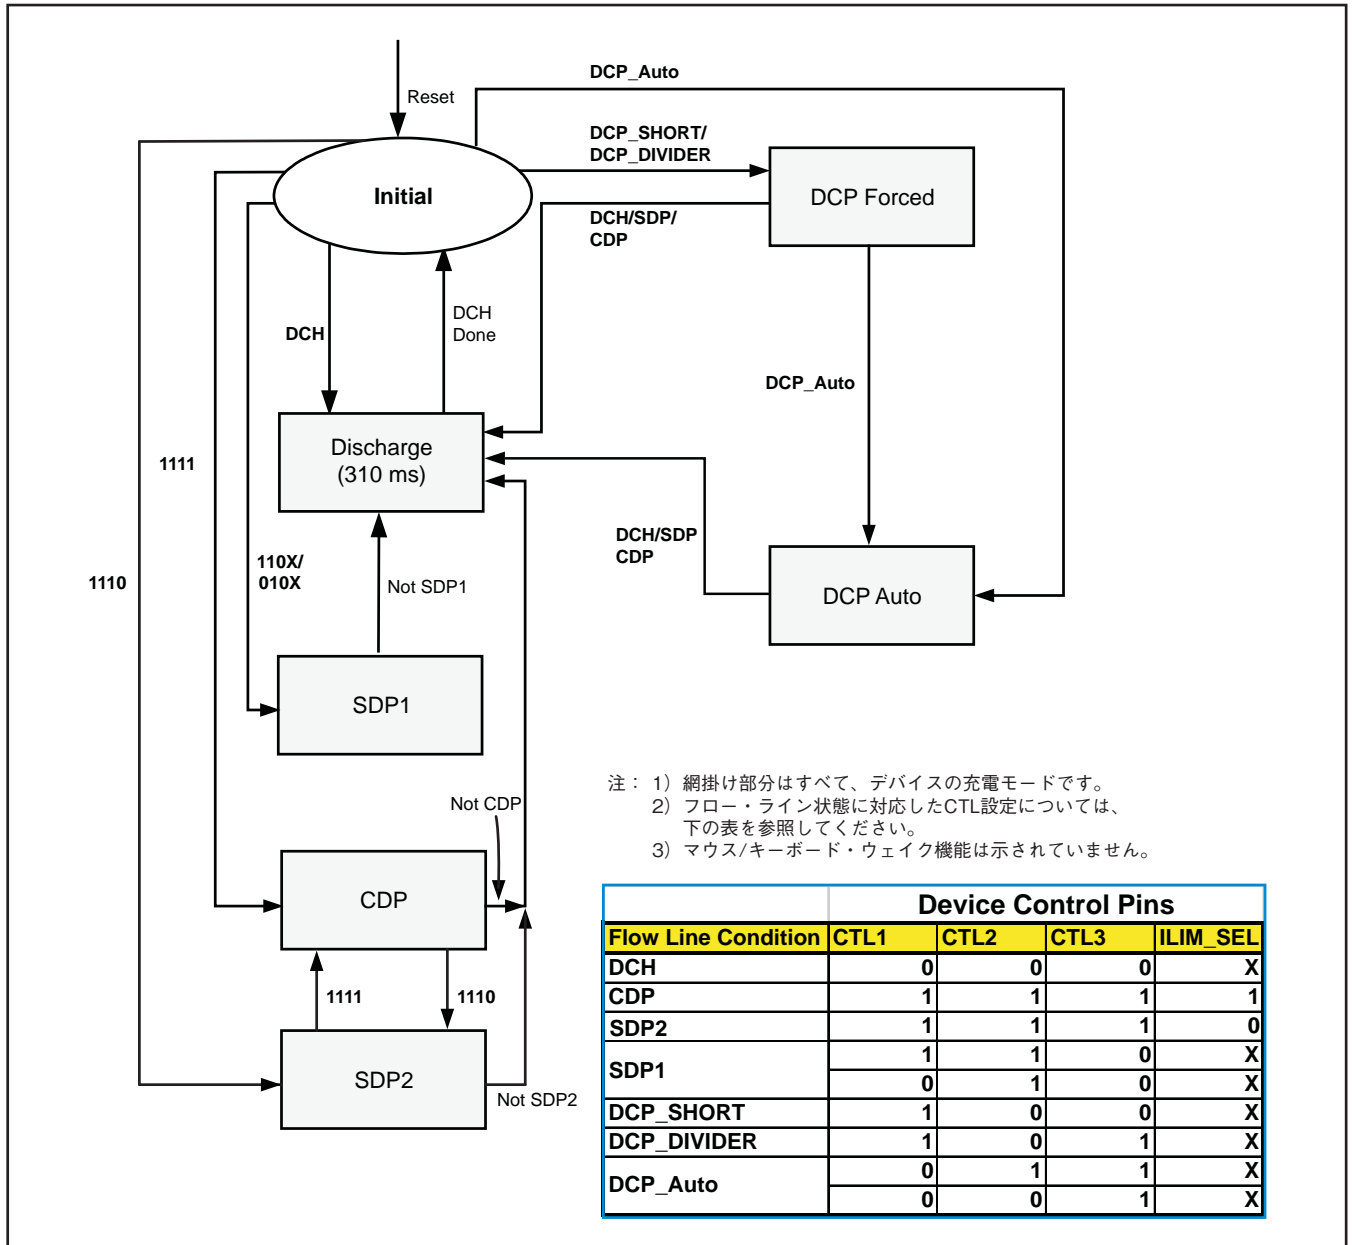 Reset
DCP_Auto
DCP_SHORT/
DCP_DIVIDER
Initial
DCP Forced
DCH/SDP/
CDP
DCH
DCH
Done
DCP_Auto
Discharge
(310 ms)
1111
DCH/SDP
CDP
110X/
010X
1110
Not SDP1
DCP Auto
SDP1
注： 1）網掛け部分はすべて、デバイスの充電モードです。
2）フロー・ライン状態に対応したCTL設定については、
下の表を参照してください。
3）マウス/キーボード・ウェイク機能は示されていません。
Not CDP
CDP
1111
1110
SDP2
Not SDP2
Device Control Pins
Flow Line Condition CTL1 CTL2 CTL3 ILIM_SEL
DCH 0 0 0 X
CDP 1 1 1 1
SDP2 1 1 1 0
SDP1 1 1 0 X
0 1 0 X
DCP_SHORT 1 0 0 X
DCP_DIVIDER 1 0 1 X
DCP_Auto 0 1 1 X
0 0 1 X